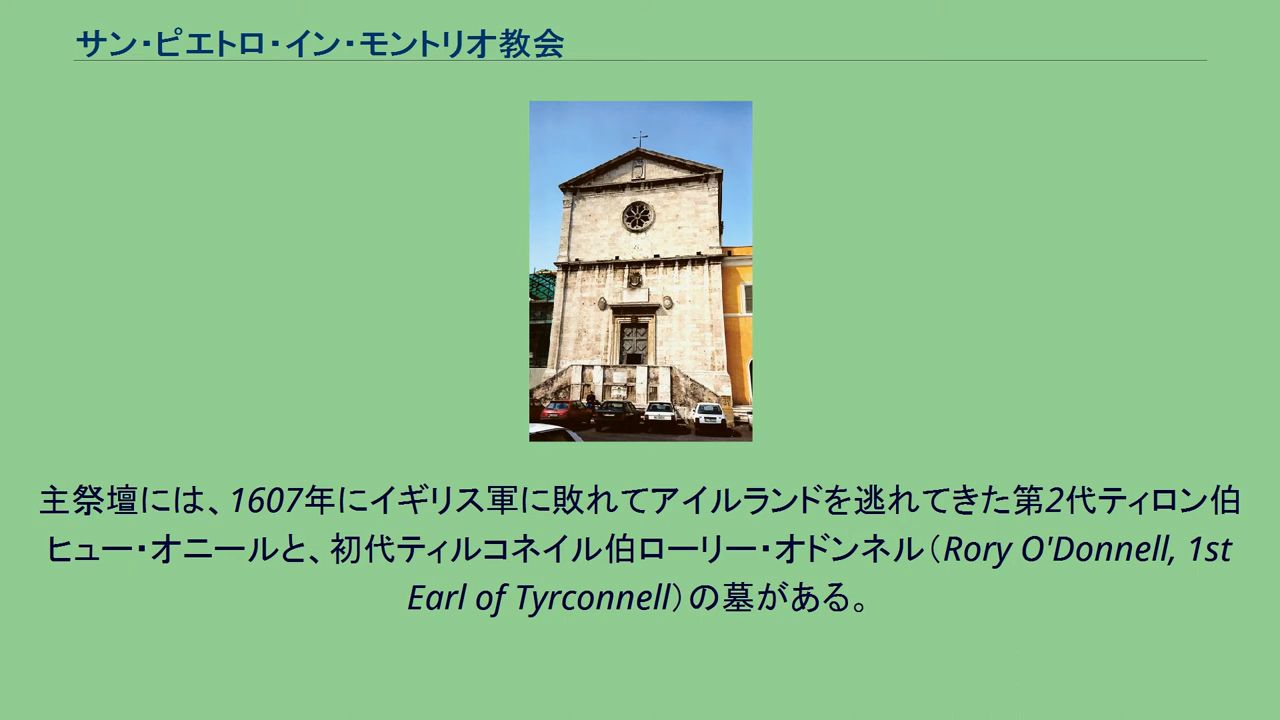 サン・ピエトロ・イン・モントリオ教会
主祭壇には、1607年にイギリス軍に敗れてアイルランドを逃れてきた第2代ティロン伯
ヒュー・オニールと、初代ティルコネイル伯ローリー・オドンネル（Rory O'Donnell, 1st
Earl of Tyrconnell）の墓がある。